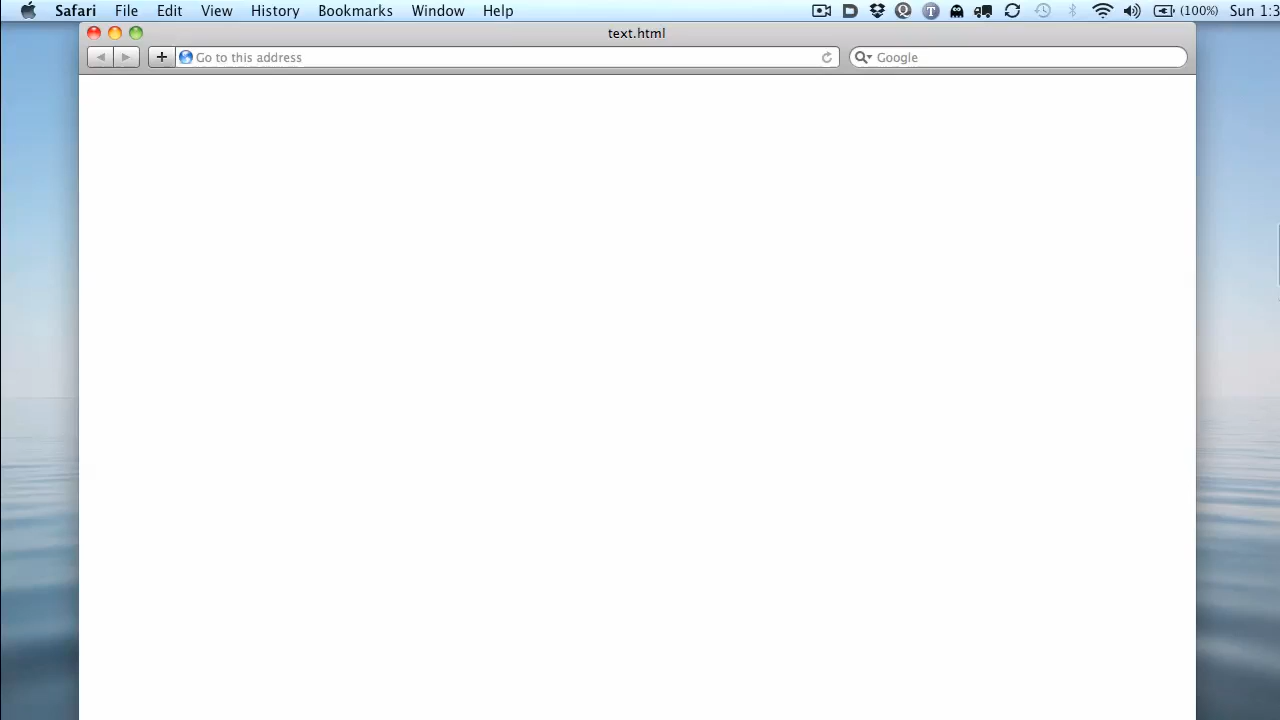 Safari File Edit View History Bookmarks Window Help (100%) Sun 1:3
text.html
Go to this address Google